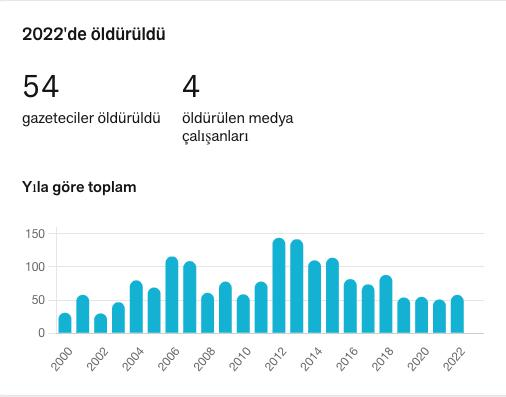 2022'de öldürüldü
54 4
gazeteciler öldürüldü öldürülen medya
çalışanları
Yıla göre toplam
150
100
50
0
2000 2002 2004 2006 2008 2010 2012 2014 2016 2018 2020 2022